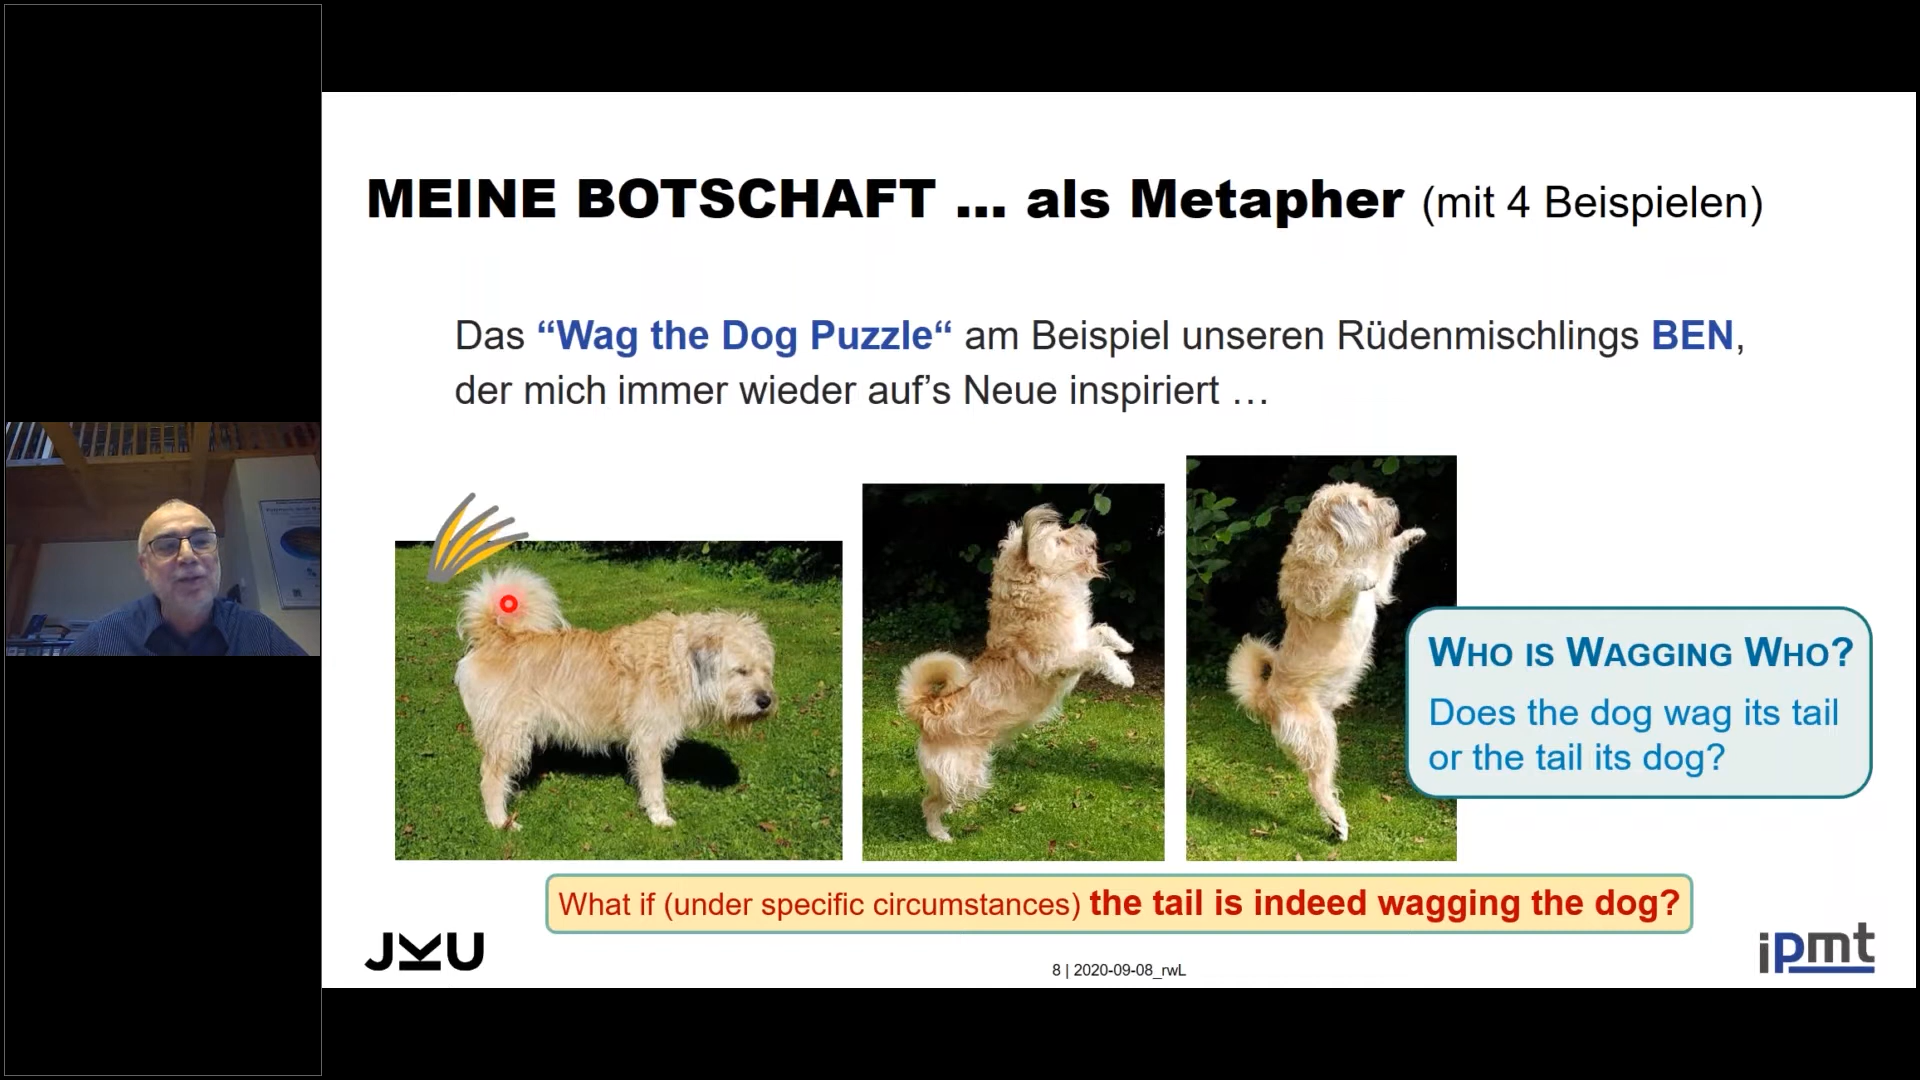 MEINE BOTSCHAFT ... als Metapher (mit 4 Beispielen)
Das “Wag the Dog Puzzle“ am Beispiel unseren Rüdenmischlings BEN,
der mich immer wieder auf’s Neue inspiriert …
WHO IS WAGGING WHO?
Does the dog wag its tail
or the tail its dog?
What if (under specific circumstances) the tail is indeed wagging the dog?
JKU
8 | 2020-09-08_rwL
ipmt